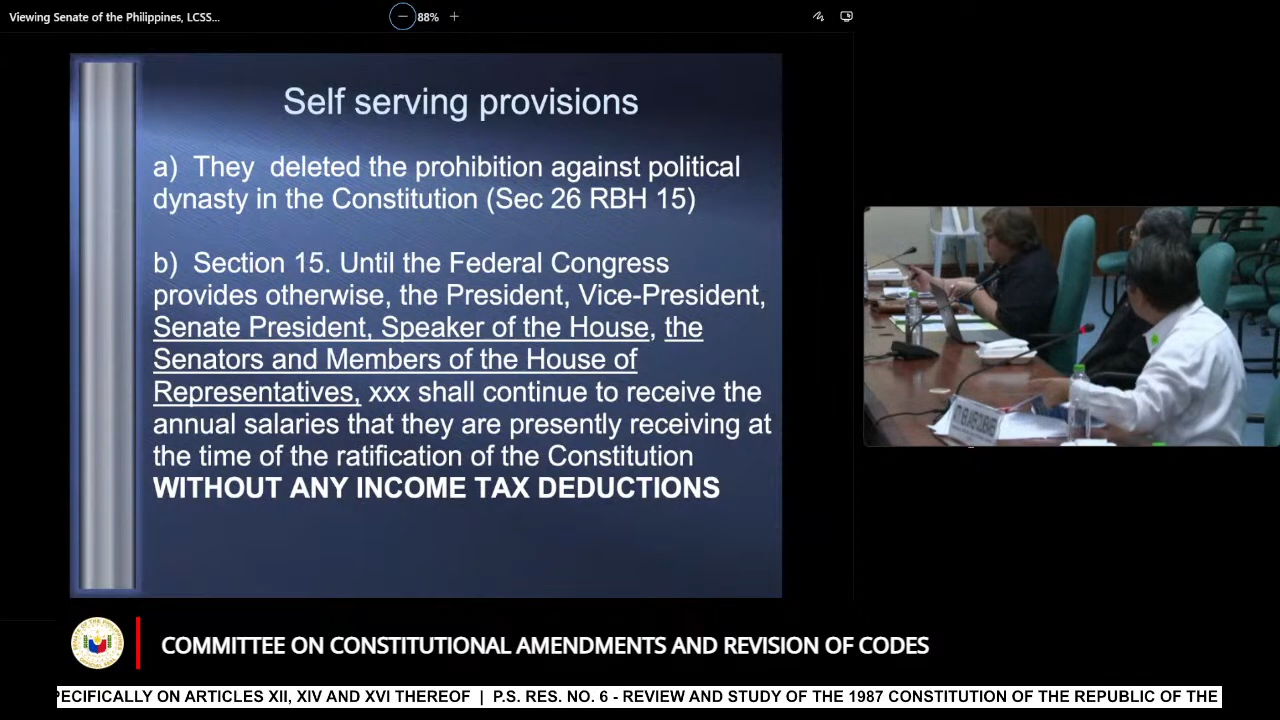 Viewing Senate of the Philippines, LCSS...
88%
Self serving provisions
a) They deleted the prohibition against political
dynasty in the Constitution (Sec 26 RBH 15)
b) Section 15. Until the Federal Congress
provides otherwise, the President, Vice-President,
Senate President, Speaker of the House, the
Senators and Members of the House of
Representatives, xxx shall continue to receive the
annual salaries that they are presently receiving at
the time of the ratification of the Constitution
WITHOUT ANY INCOME TAX DEDUCTIONS
COMMITTEE ON CONSTITUTIONAL AMENDMENTS AND REVISION OF CODES
PECIFICALLY ON ARTICLES XII, XIV AND XVI THEREOF | P.S. RES. NO. 6 - REVIEW AND STUDY OF THE 1987 CONSTITUTION OF THE REPUBLIC OF THE